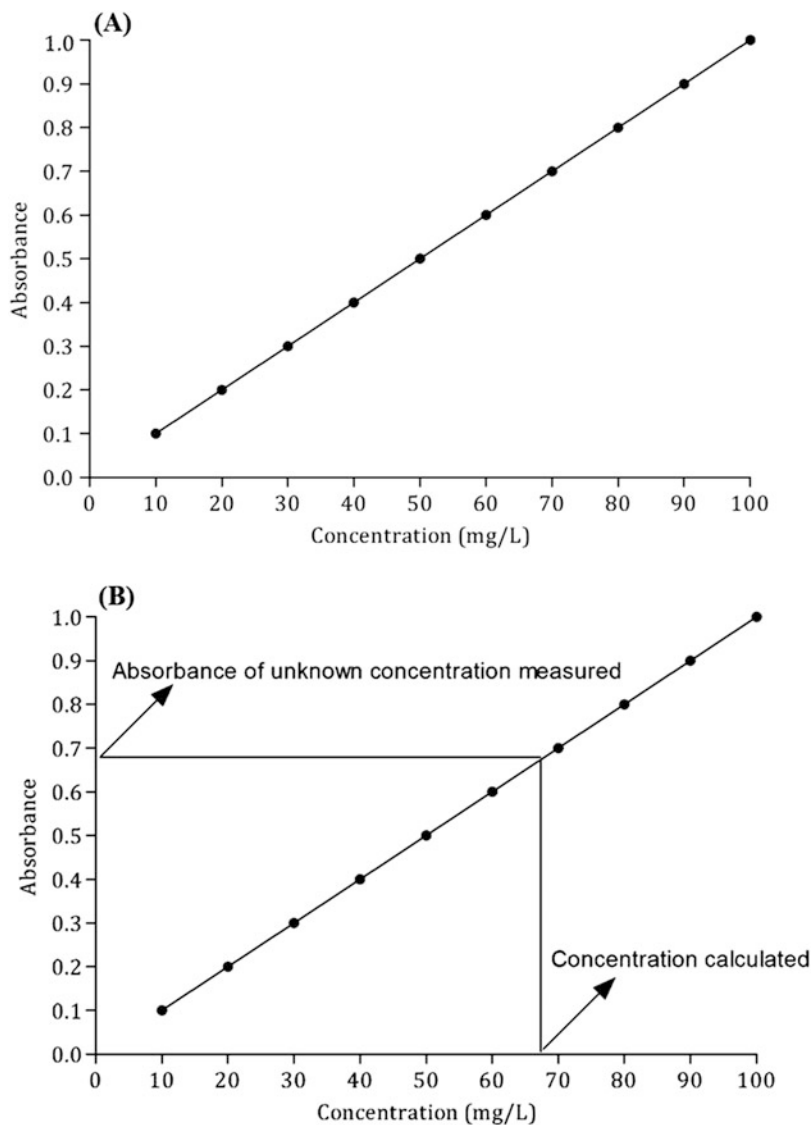 (A)
1.0
0.9
0.8
0.7
0.6
0.5
0.4
0.3
0.2
0.1
0.0
Absorbance
0 10 20 30 40 50 60 70 80 90 100
Concentration (mg/L)
(B)
1.0
0.9
0.8
0.7
0.6
0.5
0.4
0.3
0.2
0.1
0.0
Absorbance
Absorbance of unknown concentration measured
Concentration calculated
0 10 20 30 40 50 60 70 80 90 100
Concentration (mg/L)